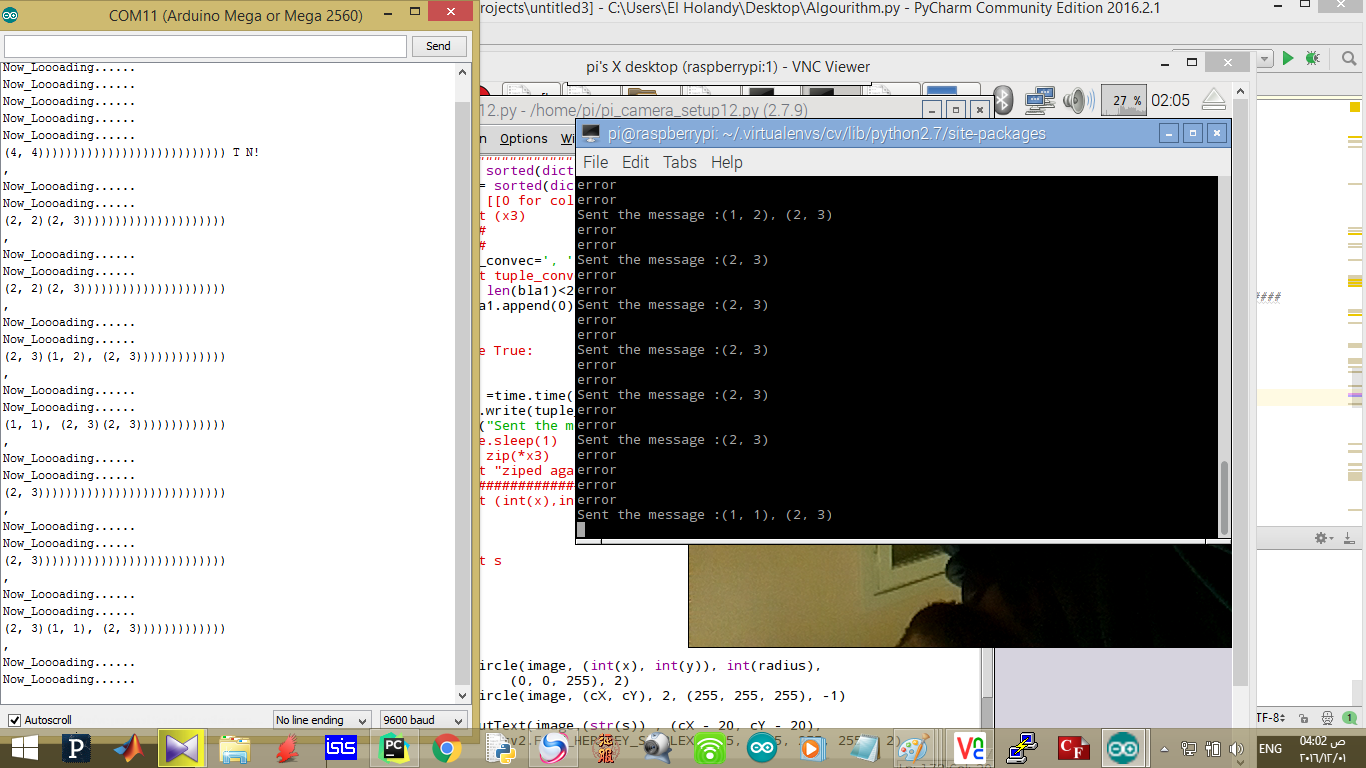 COM11 (Arduino Mega or Mega 2560)
Send
Now_Loooading......
Now_Loooading......
Now_Loooading......
Now_Loooading......
Now_Loooading......
(4, 4))))))))))))))))))))))))))) T N!
,
Now_Loooading......
Now_Loooading......
(2, 2)(2, 3)))))))))))))))))))))
,
Now_Loooading......
Now_Loooading......
(2, 2)(2, 3)))))))))))))))))))))
,
Now_Loooading......
Now_Loooading......
(2, 3)(1, 2), (2, 3)))))))))))))
,
Now_Loooading......
Now_Loooading......
(1, 1), (2, 3)(2, 3)))))))))))))
,
Now_Loooading......
Now_Loooading......
(2, 3)))))))))))))))))))))))))))
,
Now_Loooading......
Now_Loooading......
(2, 3)))))))))))))))))))))))))))
,
Now_Loooading......
Now_Loooading......
(2, 3)(1, 1), (2, 3)))))))))))))
,
Now_Loooading......
Now_Loooading......
Autoscroll
No line ending
9600 baud
rojects\untitled3] - C:\Users\El Holandy\Desktop\Algourithm.py - PyCharm Community Edition 2016.2.1
pi's X desktop (raspberrypi:1) - VNC Viewer
27 %
02:05
12.py - /home/pi/pi_camera_setup12.py (2.7.9)
n Options Wi
sorted(dict
= sorted(dic
[[0 for col
t (x3)
#
#
_convec=', '
t tuple_conv
len(bla1)<2
a1.append(0)
e True:
=time.time(
.write(tuple
("Sent the m
e.sleep(1)
zip(*x3)
t "ziped aga
##############
t (int(x),in
t s
ircle(image, (int(x), int(y)), int(radius),
(0, 0, 255), 2)
ircle(image, (cX, cY), 2, (255, 255, 255), -1)
utText(image,(str(s)) , (cX - 20, cY - 20),
pi@raspberrypi: ~/.virtualenvs/cv/lib/python2.7/site-packages
File Edit Tabs Help
error
error
Sent the message :(1, 2), (2, 3)
error
error
Sent the message :(2, 3)
error
error
Sent the message :(2, 3)
error
error
Sent the message :(2, 3)
error
error
Sent the message :(2, 3)
error
error
Sent the message :(2, 3)
error
error
error
error
Sent the message :(1, 1), (2, 3)
####
TF-8
1
isis
PC
CF
ENG
04:02 ص
٢٠١٦/١٢/٠١